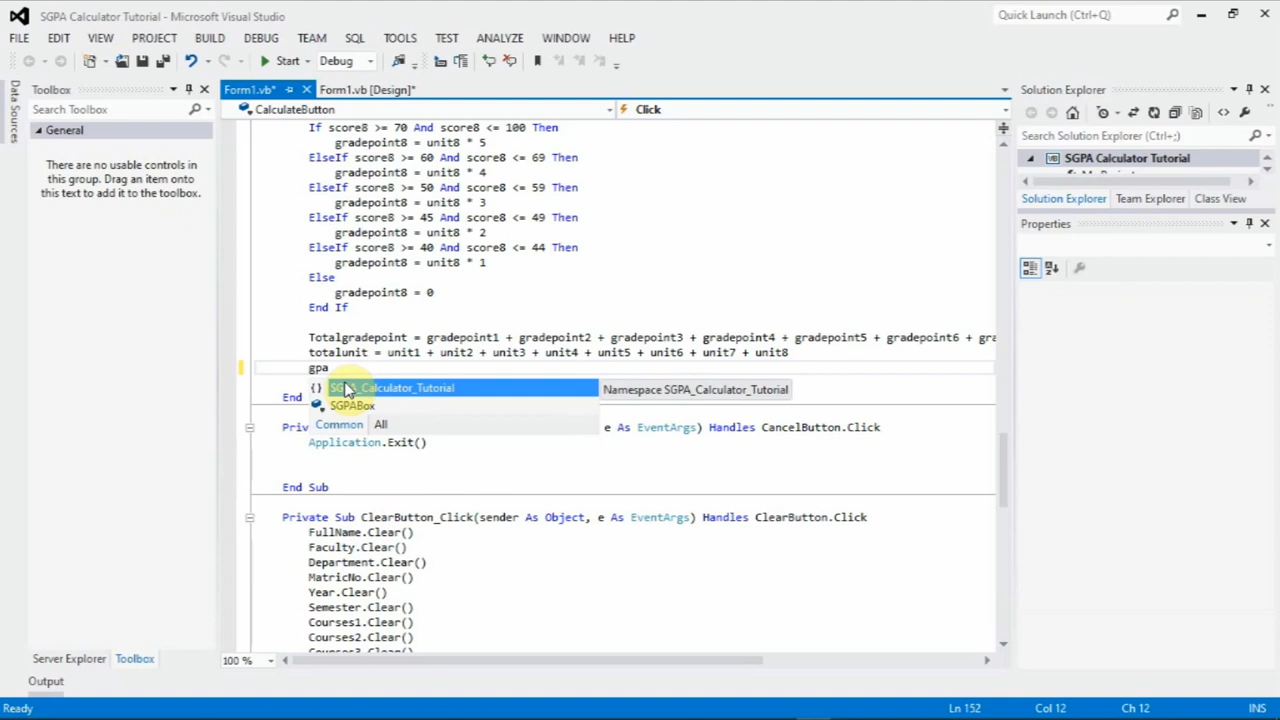 SGPA Calculator Tutorial - Microsoft Visual Studio
Quick Launch (Ctrl+Q)
FILE EDIT VIEW PROJECT BUILD DEBUG TEAM SQL TOOLS TEST ANALYZE WINDOW HELP
Start Debug
Data Sources
Toolbox
Search Toolbox
General
There are no usable controls in
this group. Drag an item onto
this text to add it to the toolbox.
Server Explorer Toolbox
Form1.vb* Form1.vb [Design]*
CalculateButton Click
If score8 >= 70 And score8 <= 100 Then
gradepoint8 = unit8 * 5
ElseIf score8 >= 60 And score8 <= 69 Then
gradepoint8 = unit8 * 4
ElseIf score8 >= 50 And score8 <= 59 Then
gradepoint8 = unit8 * 3
ElseIf score8 >= 45 And score8 <= 49 Then
gradepoint8 = unit8 * 2
ElseIf score8 >= 40 And score8 <= 44 Then
gradepoint8 = unit8 * 1
Else
gradepoint8 = 0
End If
Totalgradepoint = gradepoint1 + gradepoint2 + gradepoint3 + gradepoint4 + gradepoint5 + gradepoint6 + gra
totalunit = unit1 + unit2 + unit3 + unit4 + unit5 + unit6 + unit7 + unit8
gpa
{} SGPA_Calculator_Tutorial Namespace SGPA_Calculator_Tutorial
End
SGPABox
Common All
Priv e As EventArgs) Handles CancelButton.Click
Application.Exit()
End Sub
Private Sub ClearButton_Click(sender As Object, e As EventArgs) Handles ClearButton.Click
FullName.Clear()
Faculty.Clear()
Department.Clear()
MatricNo.Clear()
Year.Clear()
Semester.Clear()
Courses1.Clear()
Courses2.Clear()
100 %
Solution Explorer
Search Solution Explorer (Ctrl+;)
SGPA Calculator Tutorial
Solution Explorer Team Explorer Class View
Properties
Output
Ready Ln 152 Col 12 Ch 12 INS